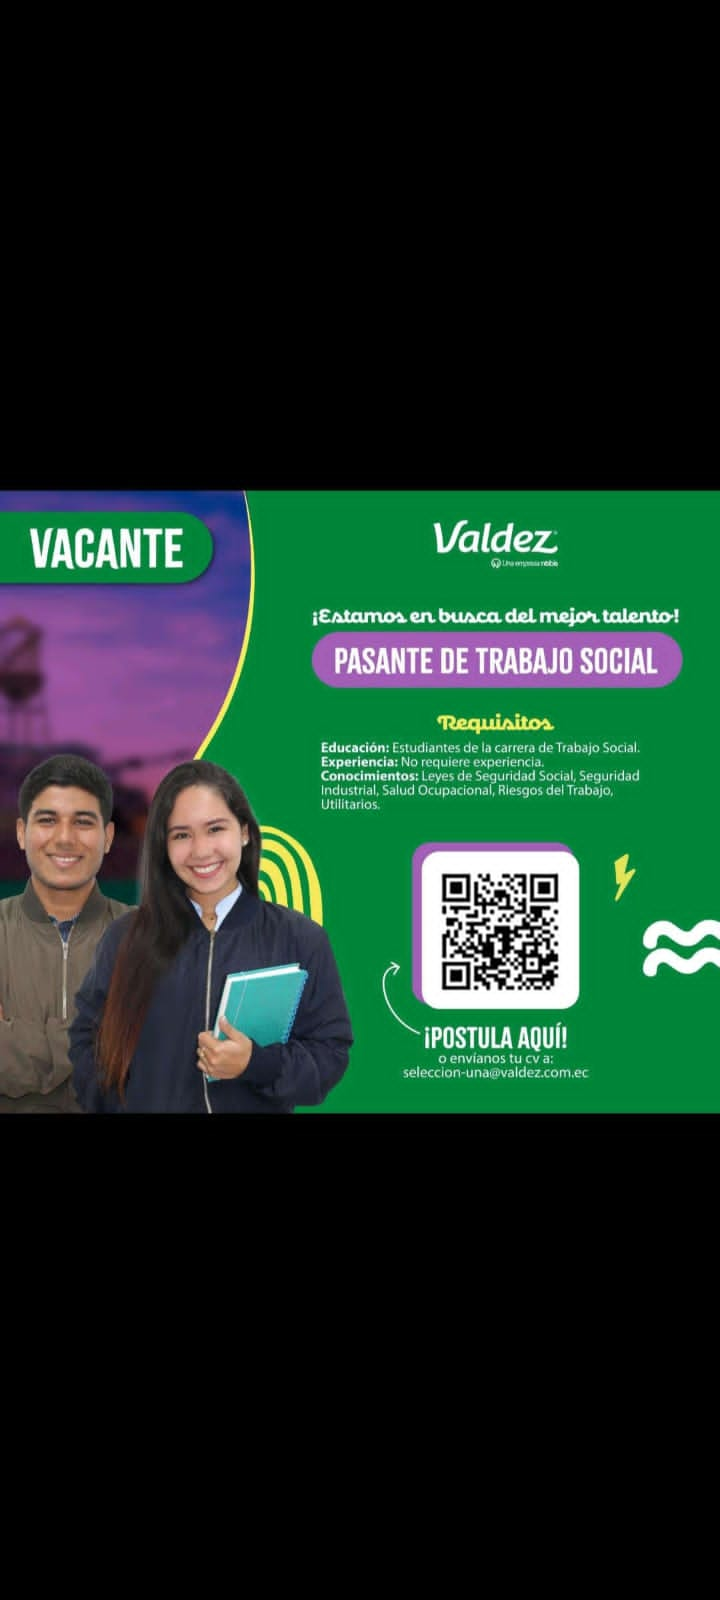 VACANTE
Valdez
Una empresa nobis
¡Estamos en busca del mejor talento!
PASANTE DE TRABAJO SOCIAL
Requisitos
Educación: Estudiantes de la carrera de Trabajo Social.
Experiencia: No requiere experiencia.
Conocimientos: Leyes de Seguridad Social, Seguridad
Industrial, Salud Ocupacional, Riesgos del Trabajo,
Utilitarios.
¡POSTULA AQUÍ!
o envíanos tu cv a:
seleccion-una@valdez.com.ec